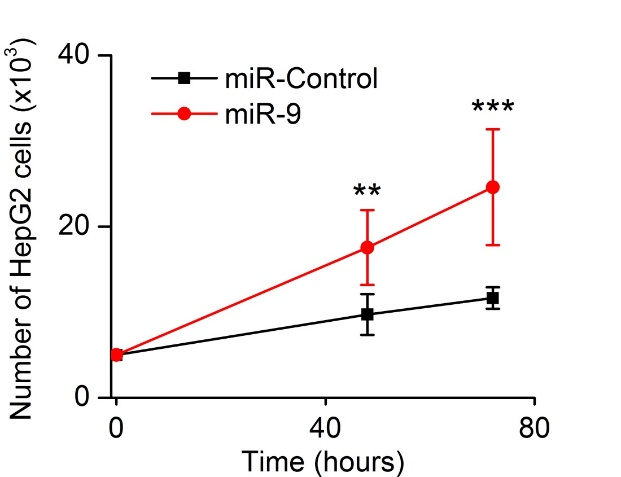 Number of HepG2 cells (x10³)
40
20
0
miR-Control
miR-9
**
***
0 40 80
Time (hours)